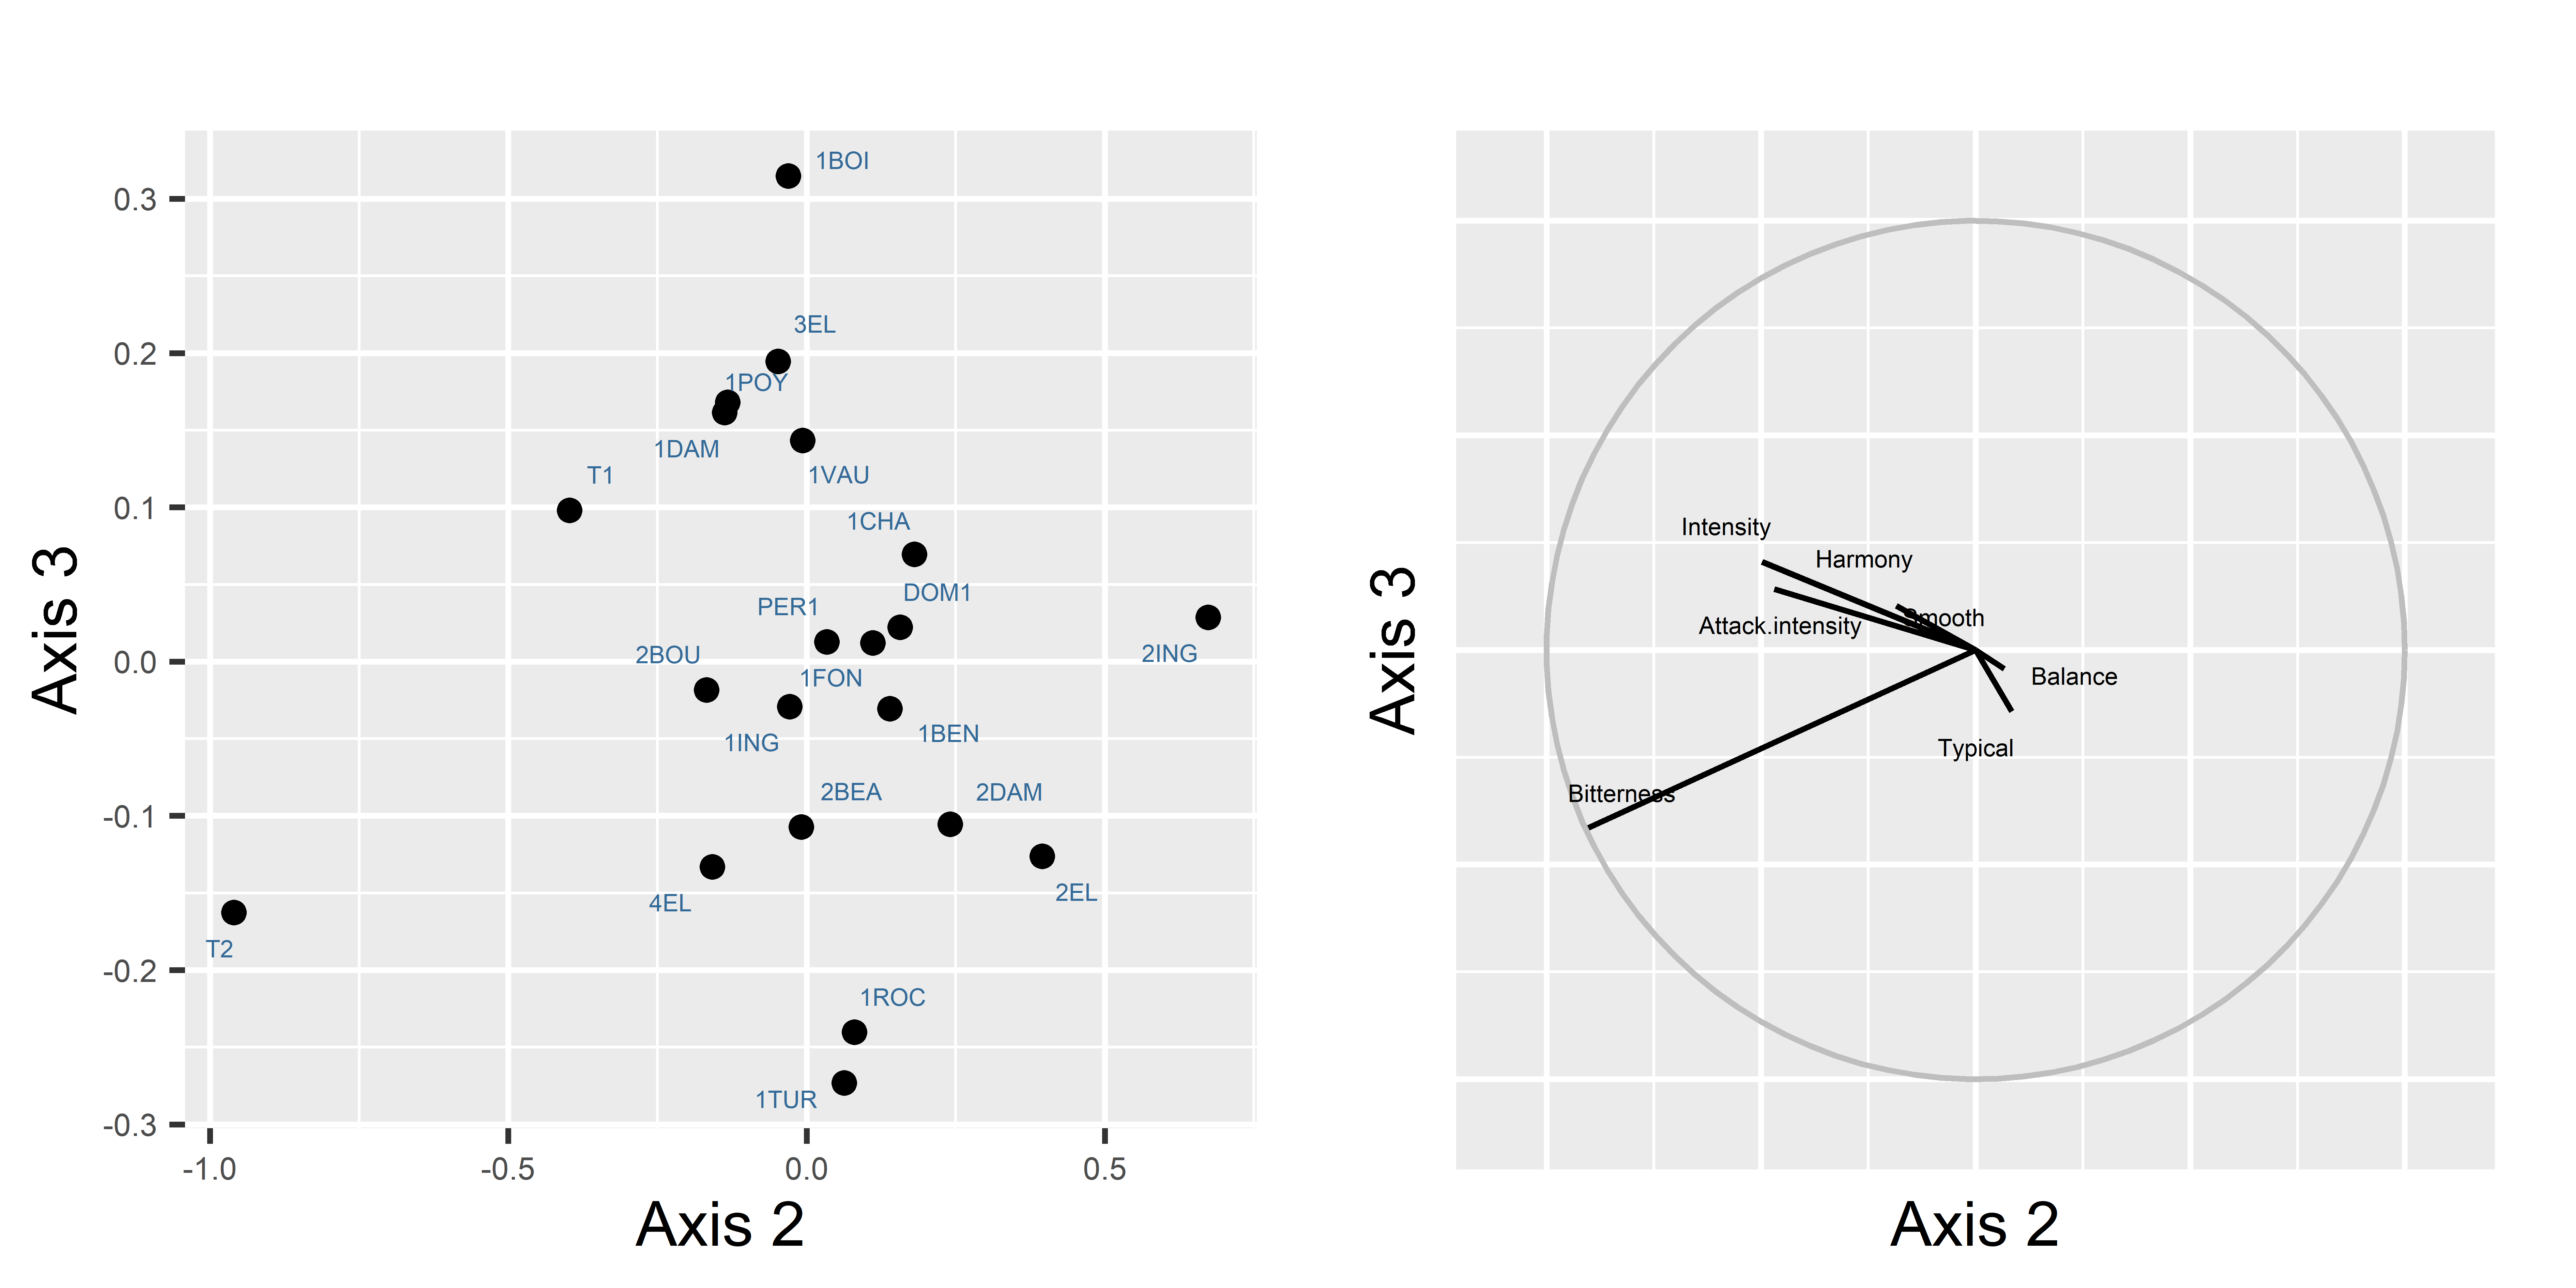 1BOI
0.3
3EL
0.2
1POY
1DAM
T1
1VAU
0.1
1CHA
DOM1
PER1
2BOU
0.0
2ING
1FON
1ING
1BEN
2BEA
2DAM
-0.1
2EL
4EL
T2
-0.2
1ROC
1TUR
-0.3
-1.0
-0.5
0.0
0.5
Axis 3
Axis 2
Intensity
Harmony
Smooth
Attack.intensity
Balance
Typical
Bitterness
Axis 3
Axis 2